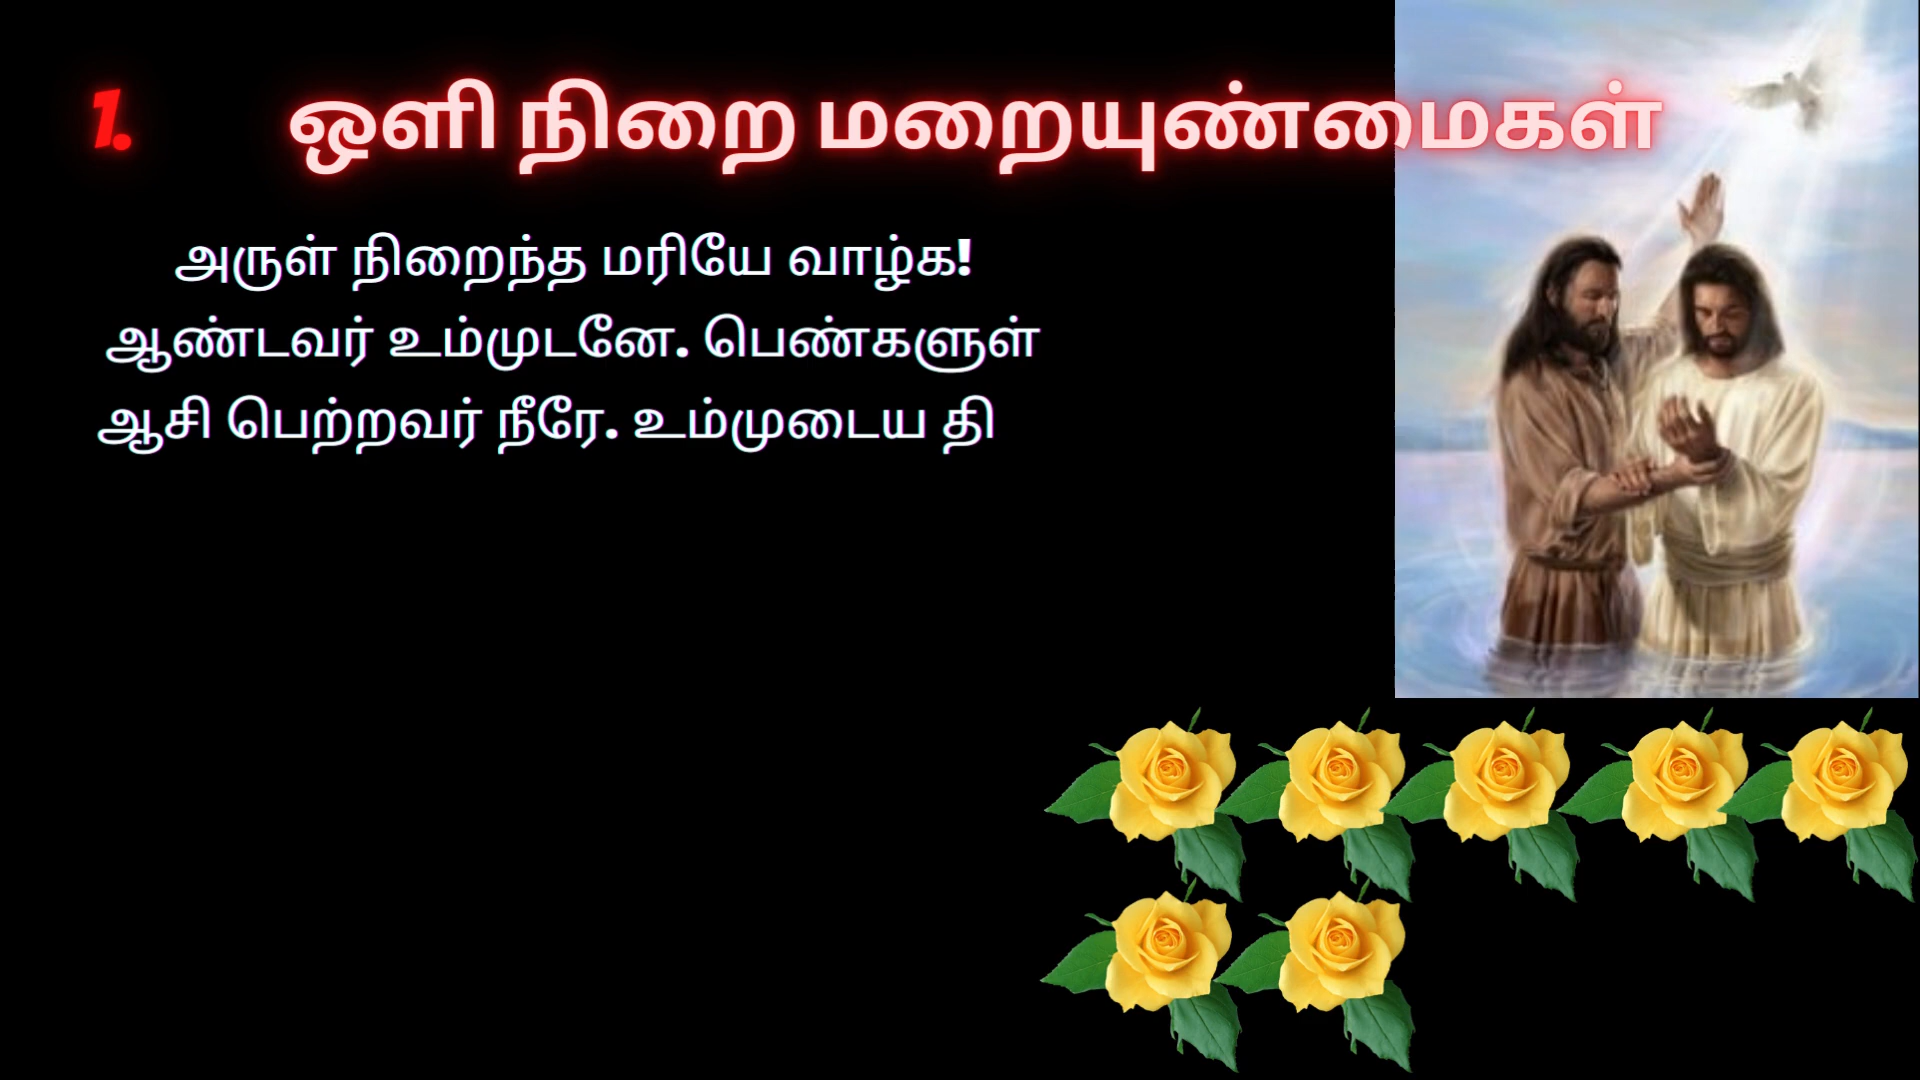 1. ஒளி நிறை மறையுண்மைகள்
அருள் நிறைந்த மரியே வாழ்க!
ஆண்டவர் உம்முடனே. பெண்களுள்
ஆசி பெற்றவர் நீரே. உம்முடைய தி